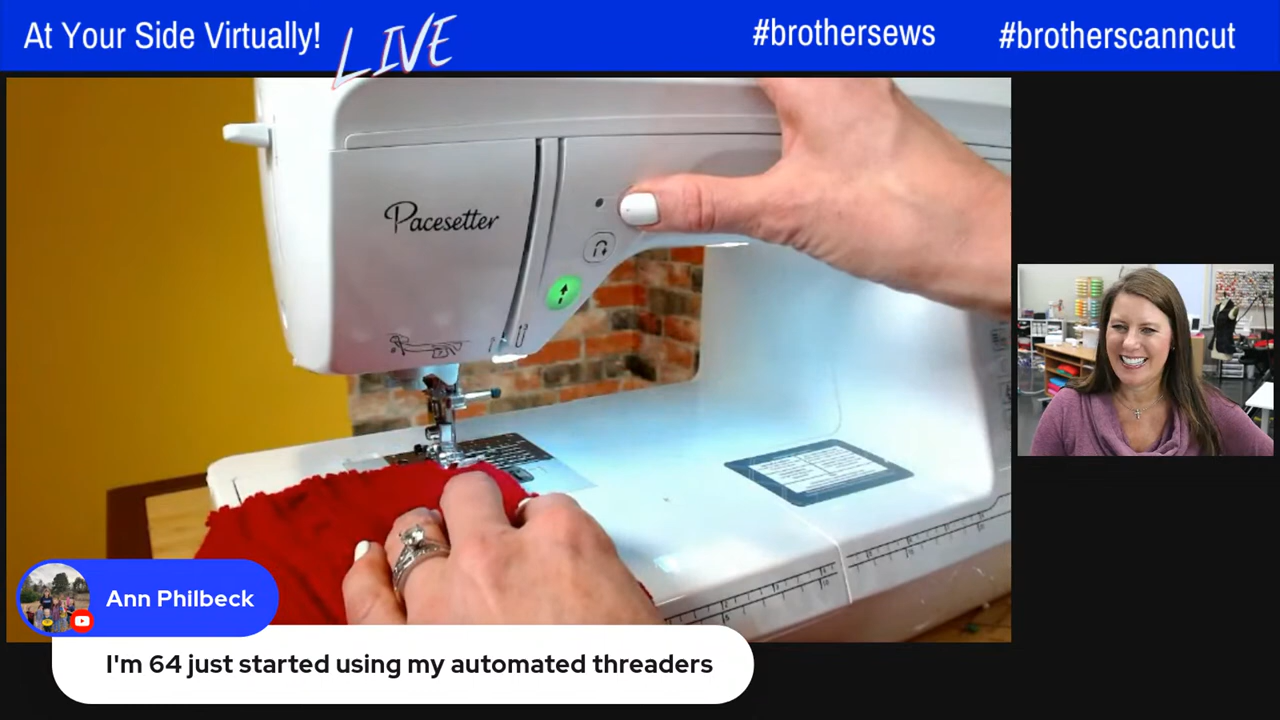 At Your Side Virtually! LIVE #brothersews #brotherscanncut
Pacesetter
Ann Philbeck
I'm 64 just started using my automated threaders